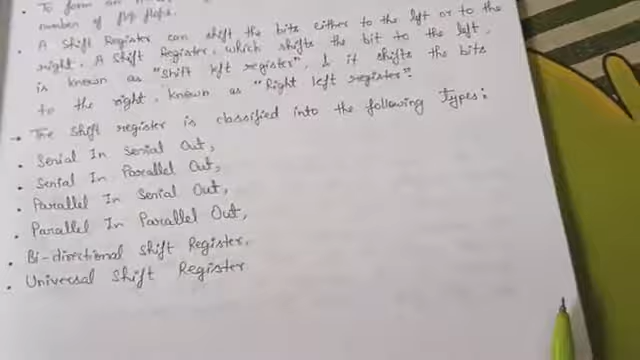 • To form an
number of flip flops.
• A shift Register can shift the bits either to the left or to the
right. A Shift Register, which shifts the bit to the left,
is known as "Shift left register", & it shifts the bits
to the right, known as "Right left register".
→ The shift register is classified into the following types:
• Serial In Serial Out,
• Serial In Parallel Out,
• Parallel In Serial Out,
• Parallel In Parallel Out,
• Bi-directional Shift Register,
• Universal Shift Register